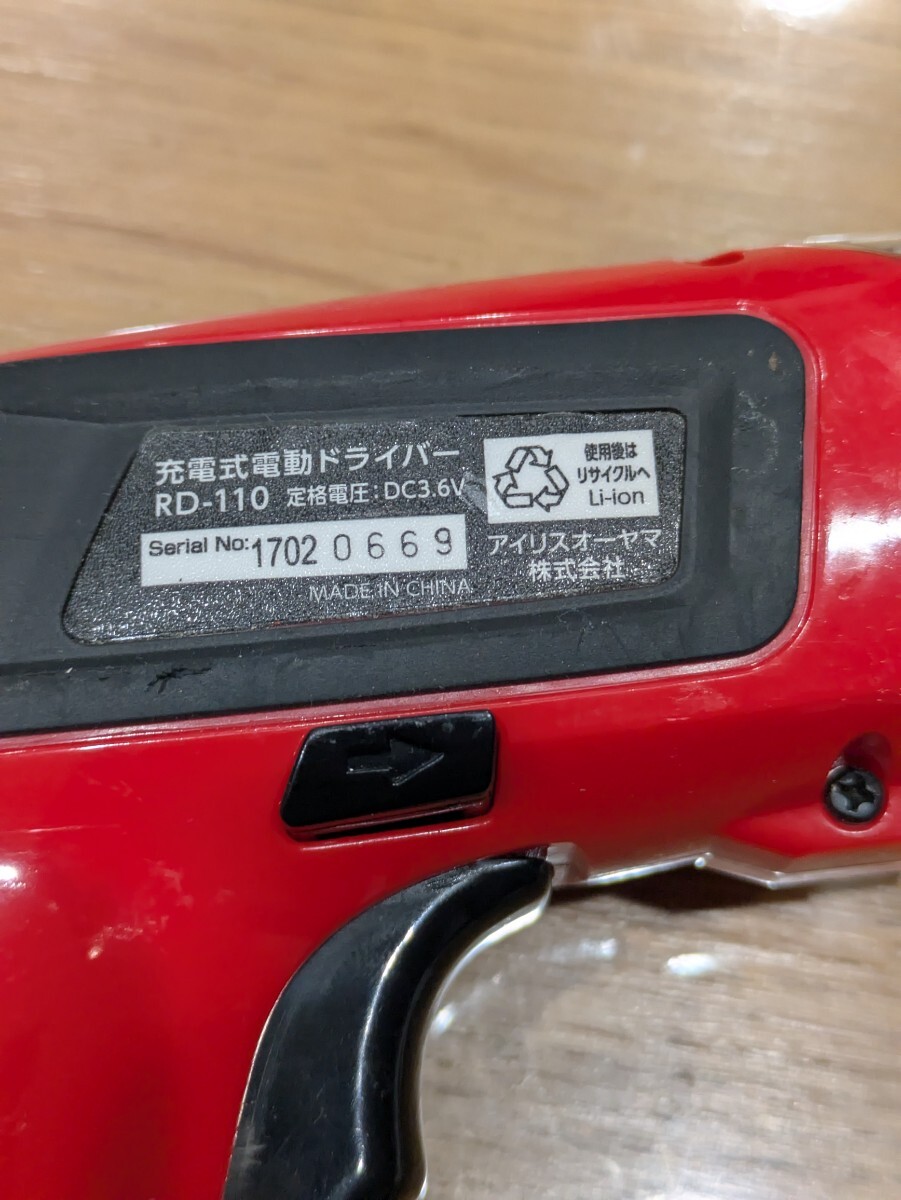 充電式電動ドライバー
RD-110 定格電圧:DC3.6V
Serial No: 1702 0669
MADE IN CHINA
使用後は
リサイクルへ
Li-ion
アイリスオーヤマ
株式会社